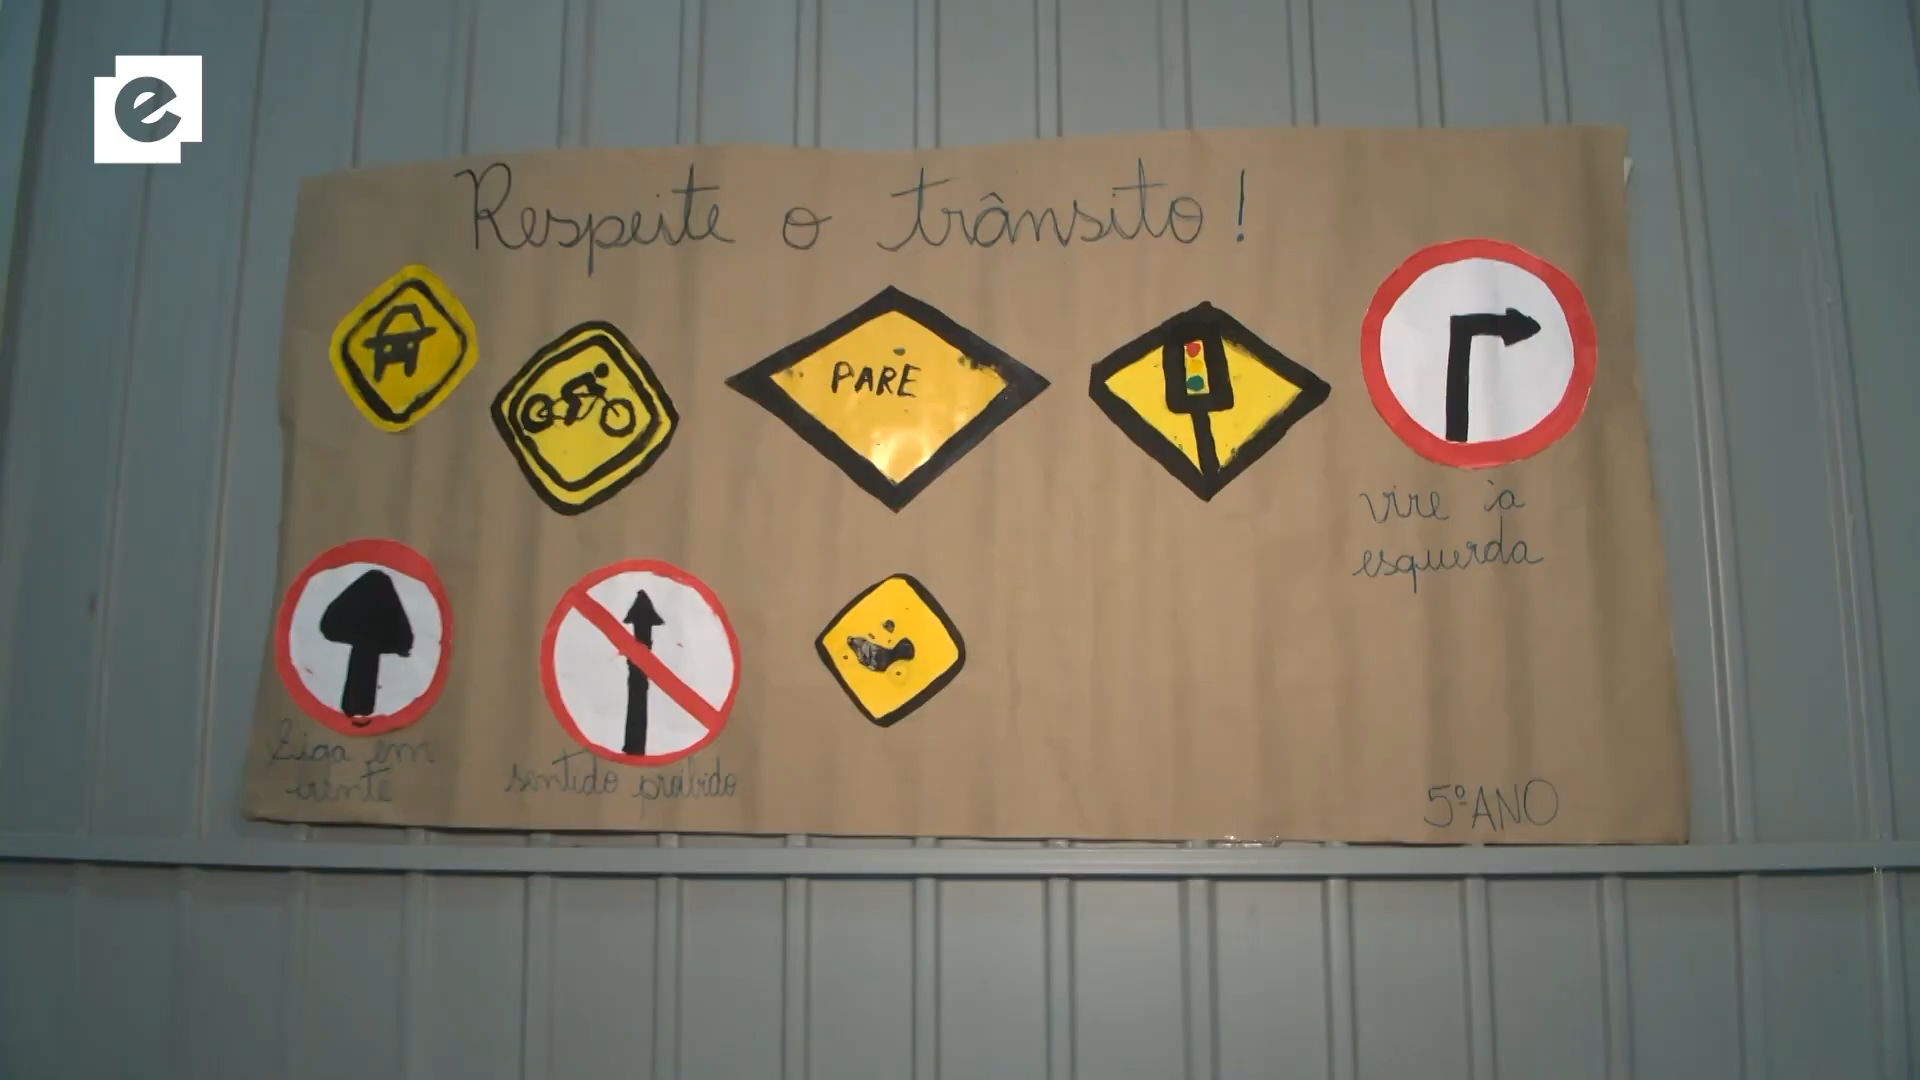 e
Respeite o trânsito!
PARE
vire à
esquerda
Siga em
frente
sentido proibido
5º ANO